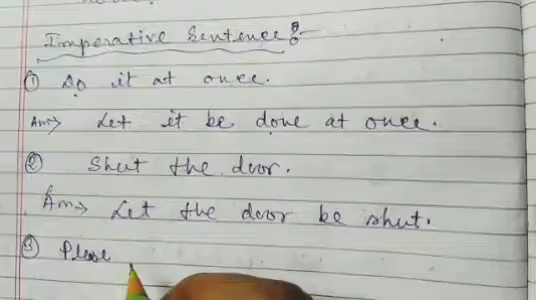 Imperative Sentence :-
① Do it at once.
Ans→ Let it be done at once.
② Shut the door.
Ans→ Let the door be shut.
③ Please